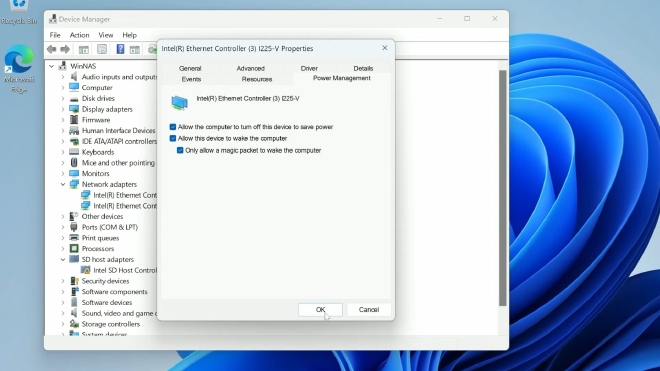 Recycle Bin
Microsoft
Edge
Device Manager
File Action View Help
WinNAS
Audio inputs and outputs
Computer
Disk drives
Display adapters
Firmware
Human Interface Devices
IDE ATA/ATAPI controllers
Keyboards
Mice and other pointing
Monitors
Network adapters
Intel(R) Ethernet Cont
Intel(R) Ethernet Cont
Other devices
Ports (COM & LPT)
Print queues
Processors
SD host adapters
Intel SD Host Control
Security devices
Software components
Software devices
Sound, video and game c
Storage controllers
System devices
Intel(R) Ethernet Controller (3) I225-V Properties
General Advanced Driver Details
Events Resources Power Management
Intel(R) Ethernet Controller (3) I225-V
Allow the computer to turn off this device to save power
Allow this device to wake the computer
Only allow a magic packet to wake the computer
OK Cancel